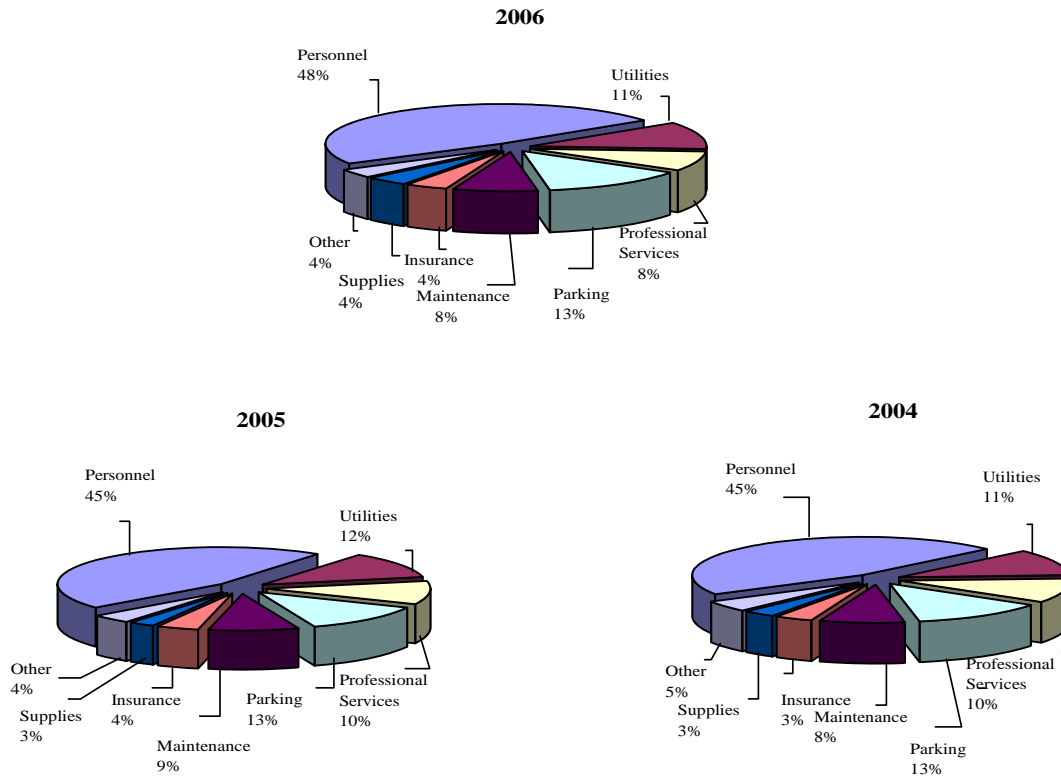 2006
Personnel
48%
Utilities
11%
Professional
Services
8%
Parking
13%
Maintenance
8%
Insurance
4%
Supplies
4%
Other
4%
2005
Personnel
45%
Utilities
12%
Professional
Services
10%
Parking
13%
Maintenance
9%
Insurance
4%
Supplies
3%
Other
4%
2004
Personnel
45%
Utilities
11%
Professional
Services
10%
Parking
13%
Maintenance
8%
Insurance
3%
Supplies
3%
Other
5%